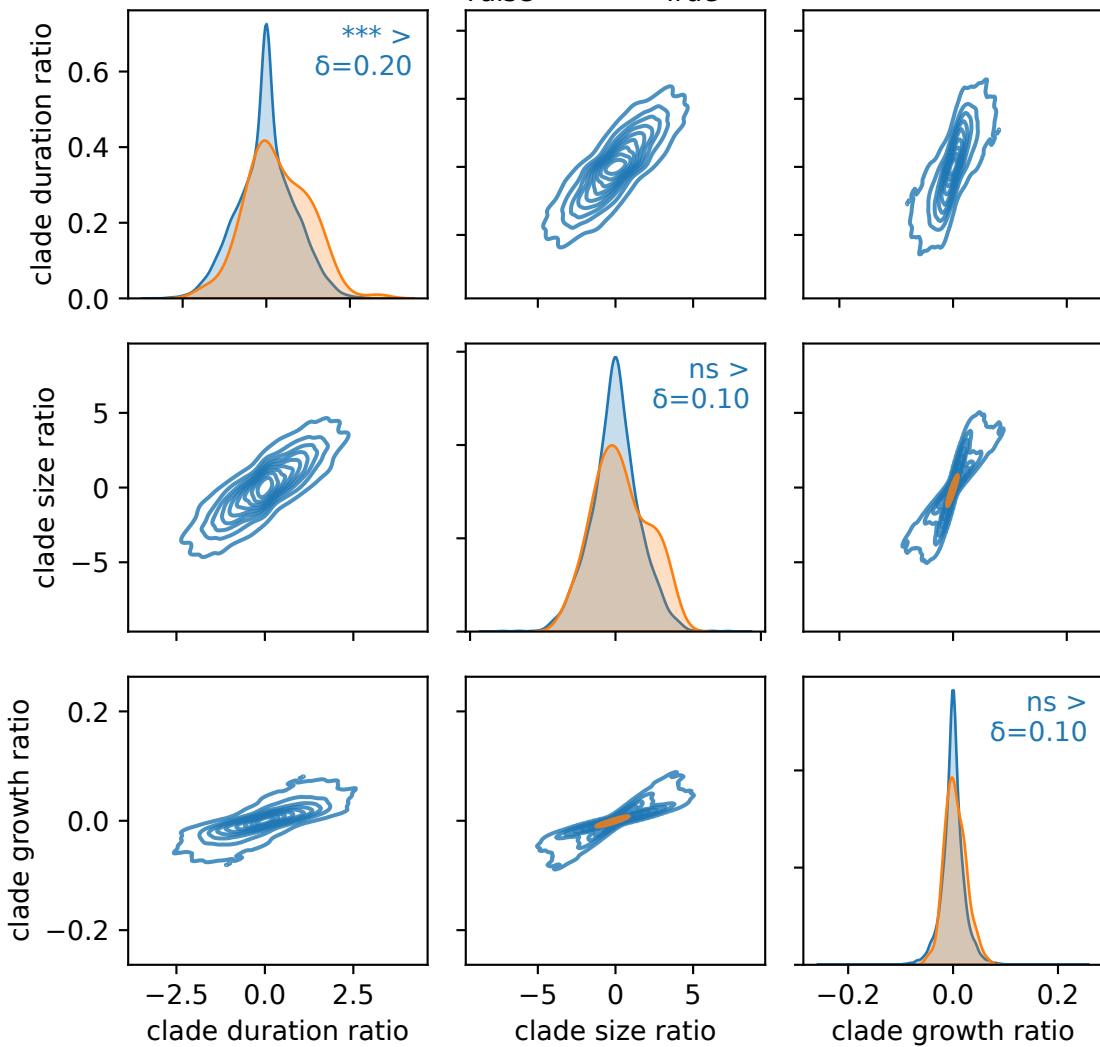 clade duration ratio
0.6
0.4
0.2
0.0
*** >
δ=0.20
clade size ratio
5
0
−5
ns >
δ=0.10
clade growth ratio
0.2
0.0
−0.2
ns >
δ=0.10
−2.5 0.0 2.5
−5 0 5
−0.2 0.0 0.2
clade duration ratio
clade size ratio
clade growth ratio